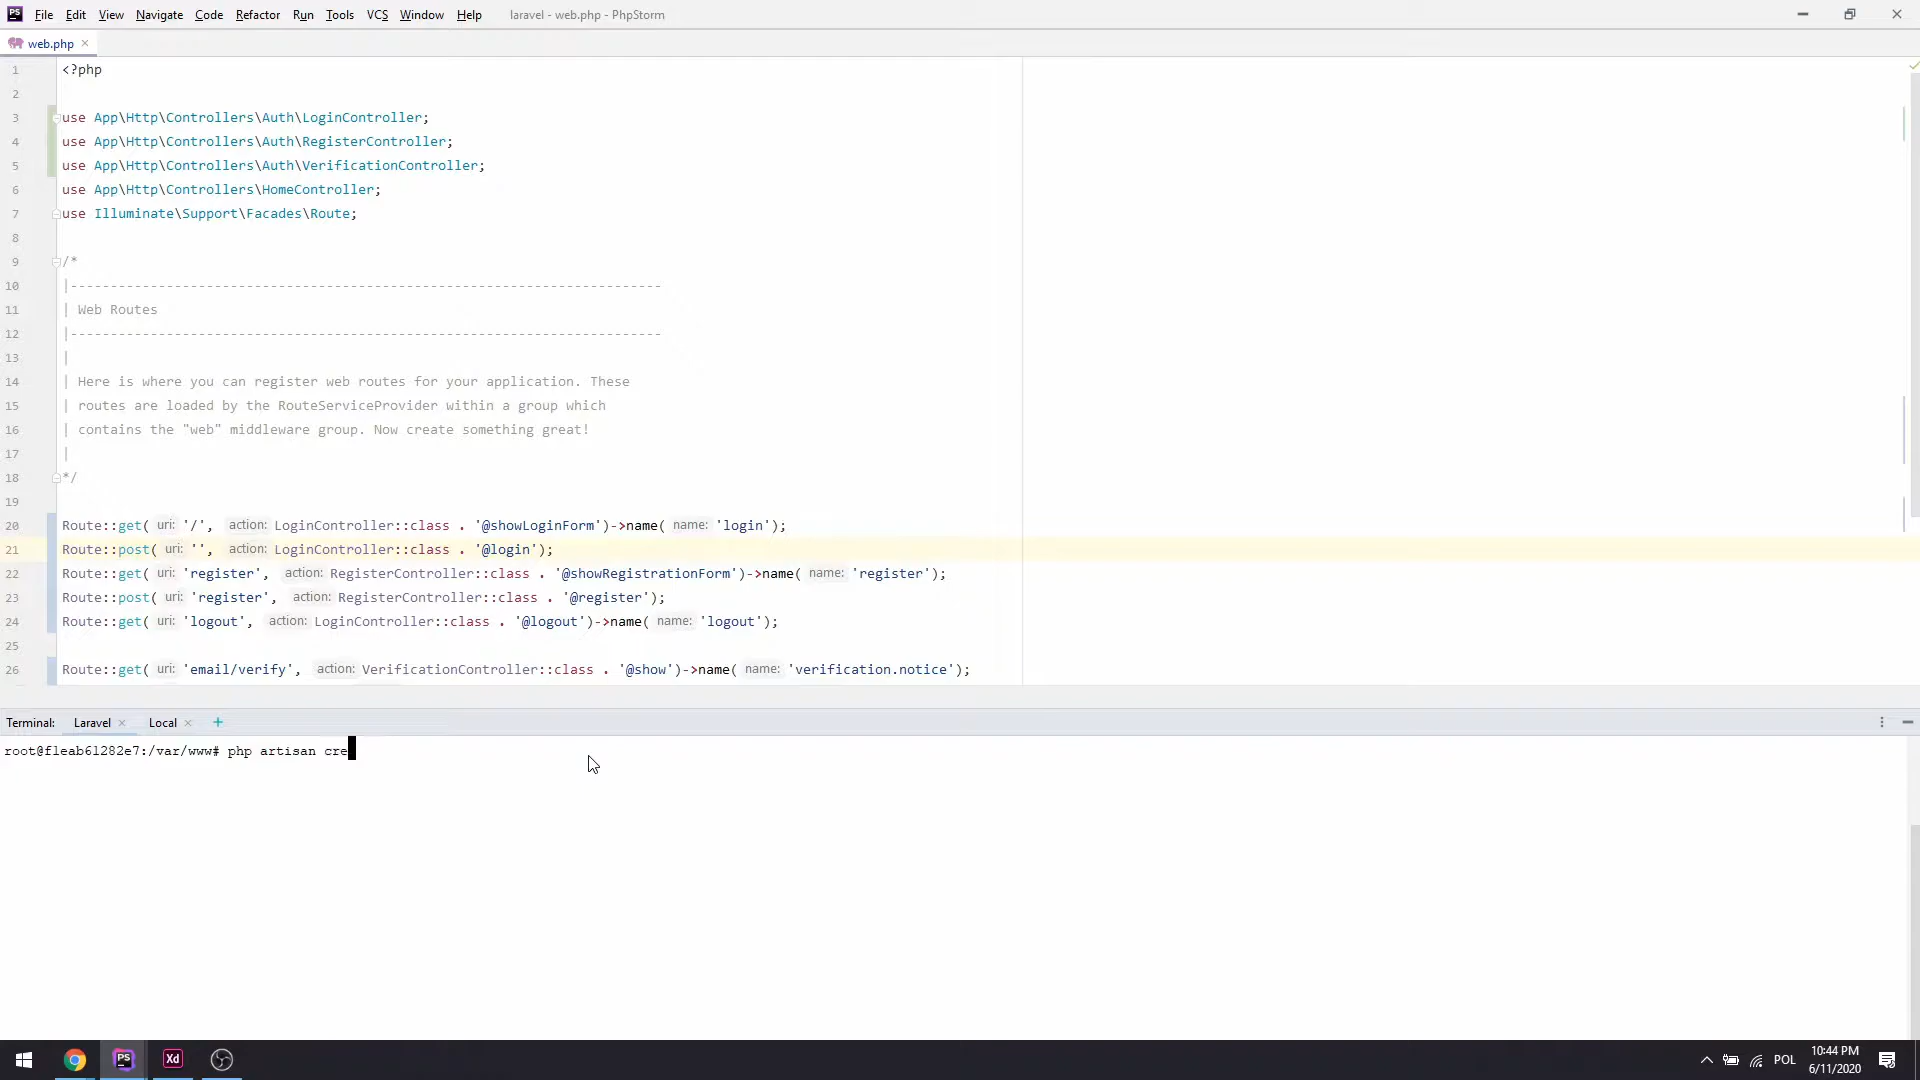 PS File Edit View Navigate Code Refactor Run Tools VCS Window Help laravel - web.php - PhpStorm
web.php
1 <?php
2
3 use App\Http\Controllers\Auth\LoginController;
4 use App\Http\Controllers\Auth\RegisterController;
5 use App\Http\Controllers\Auth\VerificationController;
6 use App\Http\Controllers\HomeController;
7 use Illuminate\Support\Facades\Route;
8
9 /*
10 |--------------------------------------------------------------------------
11 | Web Routes
12 |--------------------------------------------------------------------------
13 |
14 | Here is where you can register web routes for your application. These
15 | routes are loaded by the RouteServiceProvider within a group which
16 | contains the "web" middleware group. Now create something great!
17 |
18 */
19
20 Route::get( uri: '/', action: LoginController::class . '@showLoginForm')->name( name: 'login');
21 Route::post( uri: '', action: LoginController::class . '@login');
22 Route::get( uri: 'register', action: RegisterController::class . '@showRegistrationForm')->name( name: 'register');
23 Route::post( uri: 'register', action: RegisterController::class . '@register');
24 Route::get( uri: 'logout', action: LoginController::class . '@logout')->name( name: 'logout');
25
26 Route::get( uri: 'email/verify', action: VerificationController::class . '@show')->name( name: 'verification.notice');
Terminal: Laravel Local +
root@f1eab61282e7:/var/www# php artisan cre
PS Xd POL 10:44 PM
6/11/2020